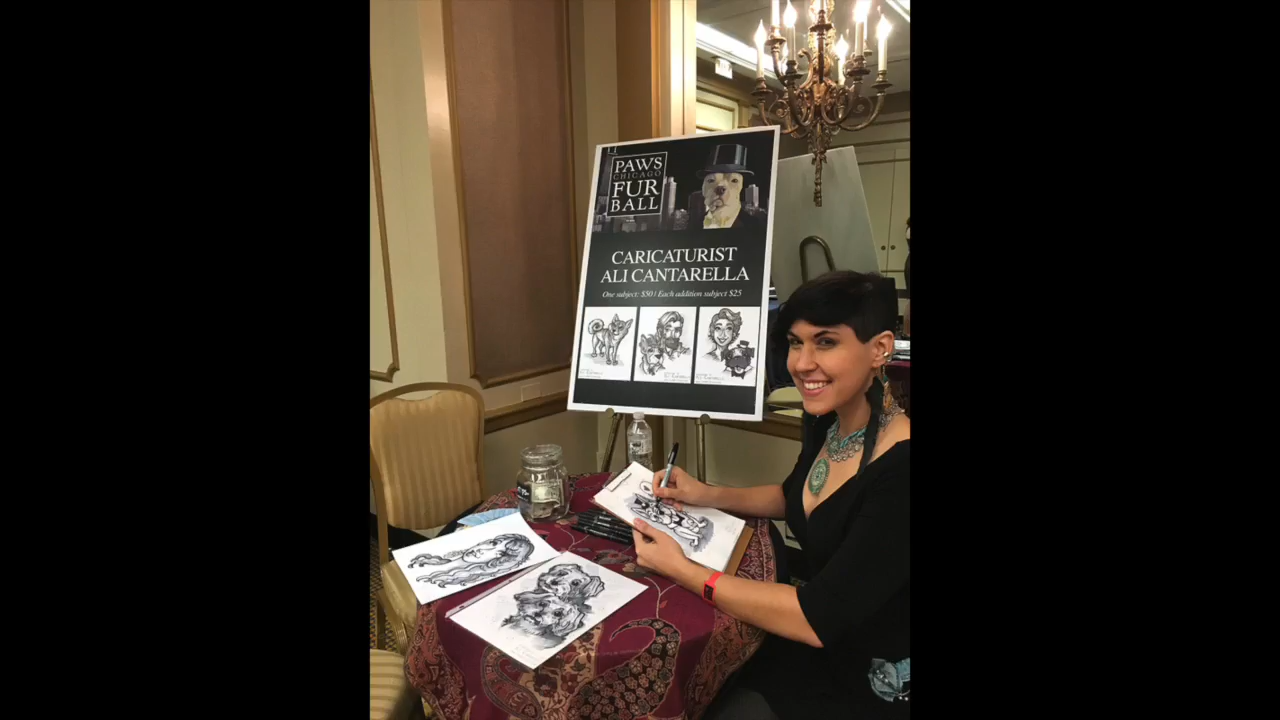 PAWS
CHICAGO
FUR
BALL
CARICATURIST
ALI CANTARELLA
One subject: $50 / Each addition subject $25